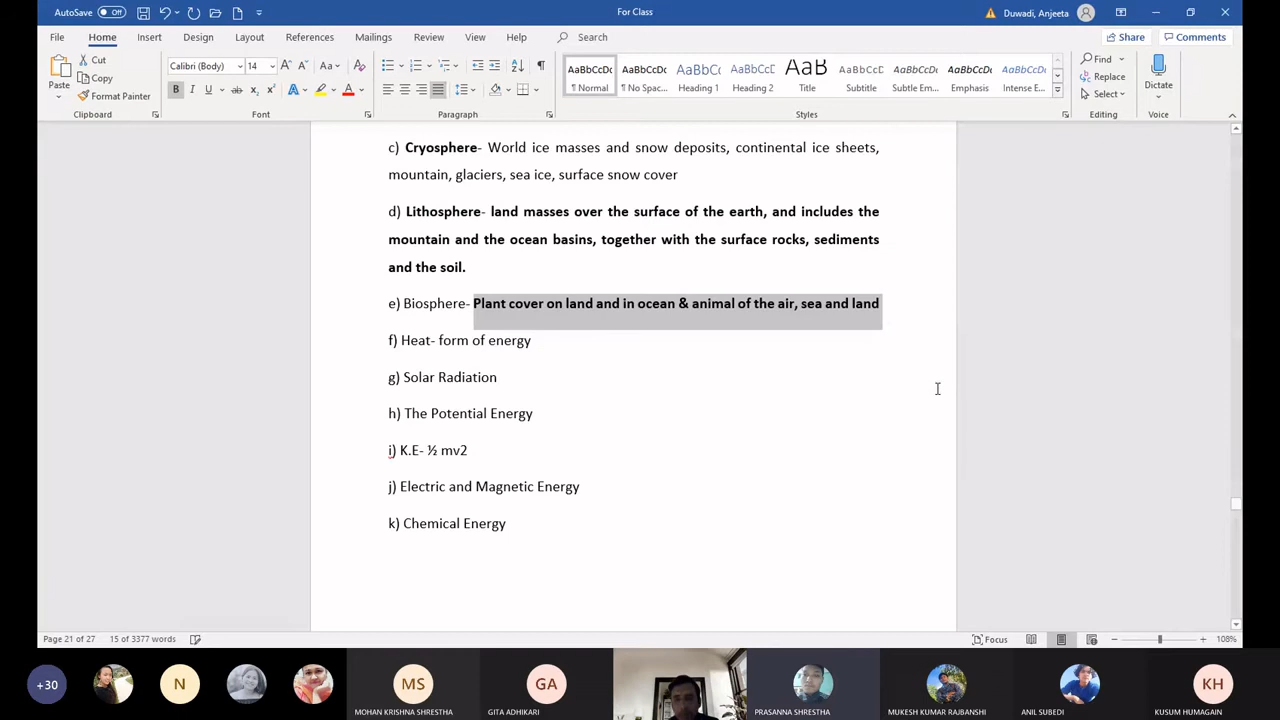 AutoSave Off For Class Duwadi, Anjeeta
File Home Insert Design Layout References Mailings Review View Help Search Share Comments
Paste Cut Copy Format Painter
Calibri (Body) 14
AaBbCcDc AaBbCcDc AaBbCc AaBbCcE AaB AaBbCcD AaBbCcDc AaBbCcDc AaBbCcDc
¶ Normal ¶ No Spac... Heading 1 Heading 2 Title Subtitle Subtle Em... Emphasis Intense E...
Find Replace Select Dictate
Clipboard Font Paragraph Styles Editing Voice
c) Cryosphere- World ice masses and snow deposits, continental ice sheets,
mountain, glaciers, sea ice, surface snow cover
d) Lithosphere- land masses over the surface of the earth, and includes the
mountain and the ocean basins, together with the surface rocks, sediments
and the soil.
e) Biosphere- Plant cover on land and in ocean & animal of the air, sea and land
f) Heat- form of energy
g) Solar Radiation
h) The Potential Energy
i) K.E- ½ mv2
j) Electric and Magnetic Energy
k) Chemical Energy
Page 21 of 27 15 of 3377 words Focus 108%
+30 N MS GA KH
MOHAN KRISHNA SHRESTHA GITA ADHIKARI PRASANNA SHRESTHA MUKESH KUMAR RAJBANSHI ANIL SUBEDI KUSUM HUMAGAIN